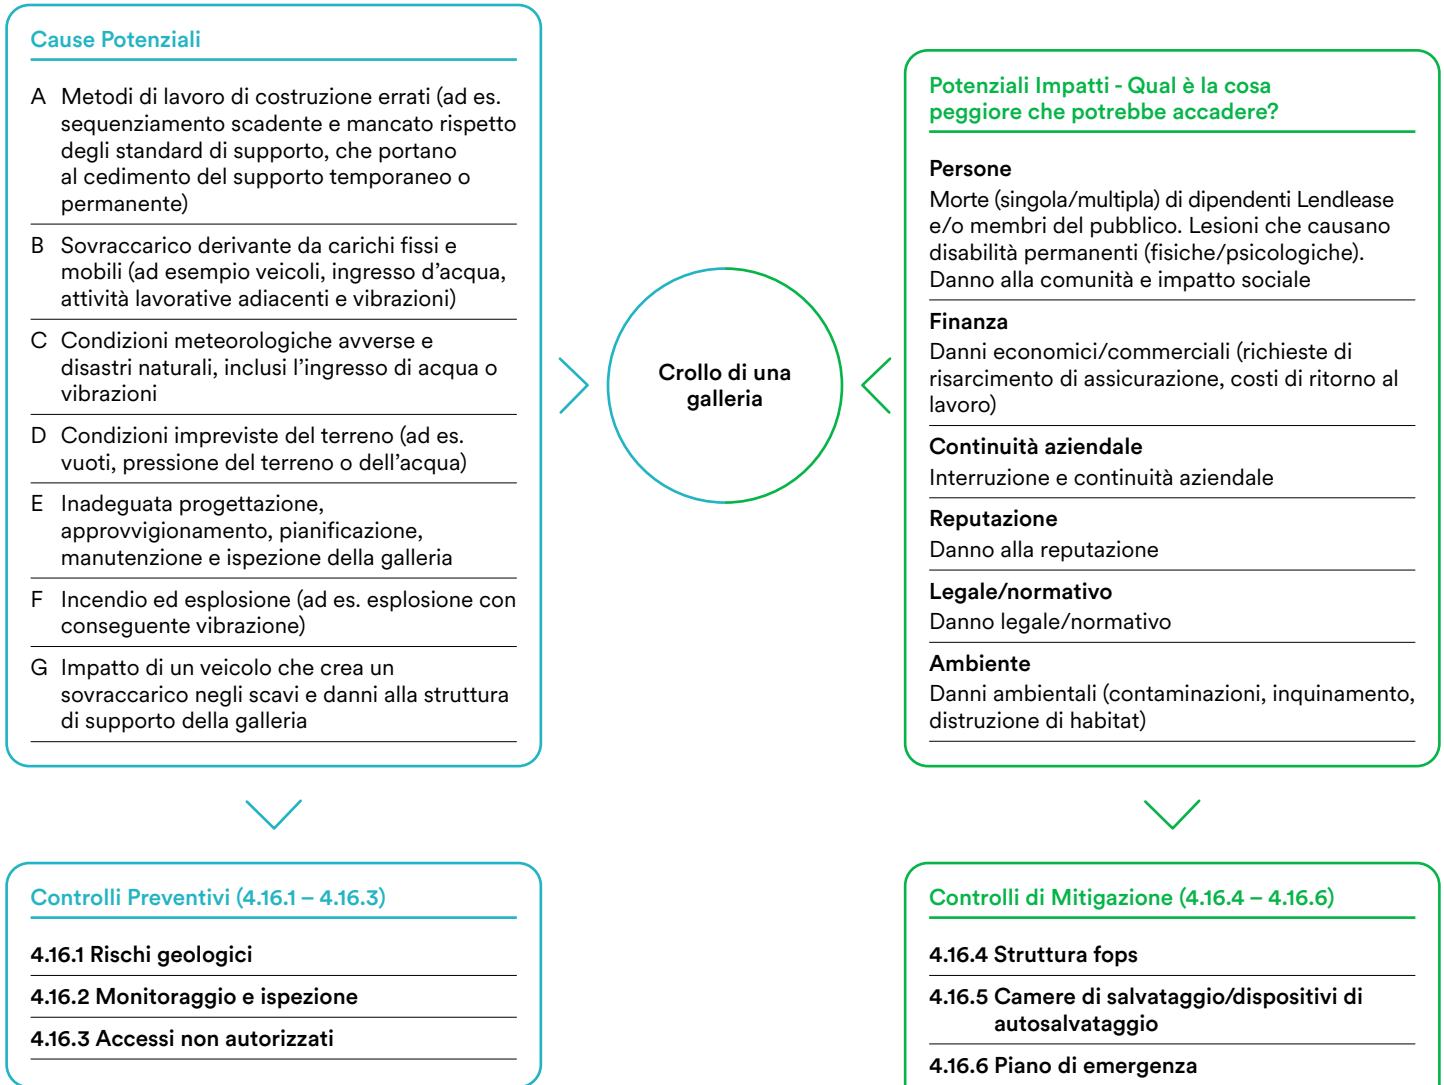 Cause Potenziali
A Metodi di lavoro di costruzione errati (ad es.
sequenziamento scadente e mancato rispetto
degli standard di supporto, che portano
al cedimento del supporto temporaneo o
permanente)
B Sovraccarico derivante da carichi fissi e
mobili (ad esempio veicoli, ingresso d’acqua,
attività lavorative adiacenti e vibrazioni)
C Condizioni meteorologiche avverse e
disastri naturali, inclusi l’ingresso di acqua o
vibrazioni
D Condizioni impreviste del terreno (ad es.
vuoti, pressione del terreno o dell’acqua)
E Inadeguata progettazione,
approvvigionamento, pianificazione,
manutenzione e ispezione della galleria
F Incendio ed esplosione (ad es. esplosione con
conseguente vibrazione)
G Impatto di un veicolo che crea un
sovraccarico negli scavi e danni alla struttura
di supporto della galleria
Crollo di una
galleria
Potenziali Impatti - Qual è la cosa
peggiore che potrebbe accadere?
Persone
Morte (singola/multipla) di dipendenti Lendlease
e/o membri del pubblico. Lesioni che causano
disabilità permanenti (fisiche/psicologiche).
Danno alla comunità e impatto sociale
Finanza
Danni economici/commerciali (richieste di
risarcimento di assicurazione, costi di ritorno al
lavoro)
Continuità aziendale
Interruzione e continuità aziendale
Reputazione
Danno alla reputazione
Legale/normativo
Danno legale/normativo
Ambiente
Danni ambientali (contaminazioni, inquinamento,
distruzione di habitat)
Controlli Preventivi (4.16.1 – 4.16.3)
4.16.1 Rischi geologici
4.16.2 Monitoraggio e ispezione
4.16.3 Accessi non autorizzati
Controlli di Mitigazione (4.16.4 – 4.16.6)
4.16.4 Struttura fops
4.16.5 Camere di salvataggio/dispositivi di
autosalvataggio
4.16.6 Piano di emergenza